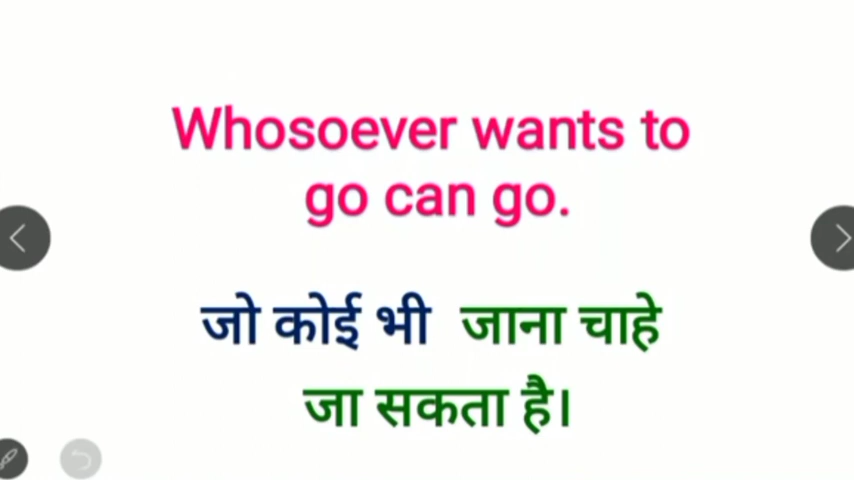 Whosoever wants to
go can go.
जो कोई भी जाना चाहे
जा सकता है।